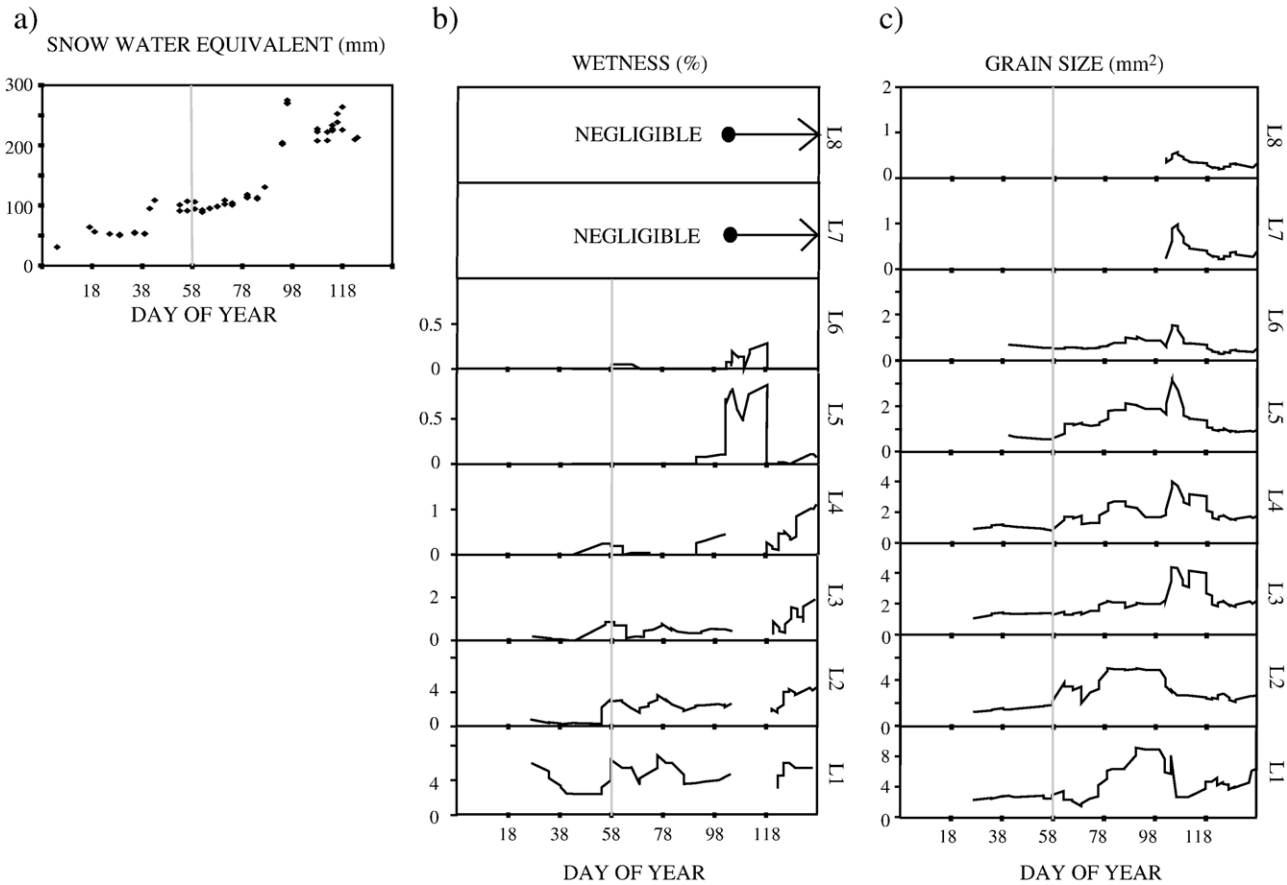 a)
SNOW WATER EQUIVALENT (mm)
300
200
100
0
18 38 58 78 98 118
DAY OF YEAR
b)
WETNESS (%)
NEGLIGIBLE
L8
NEGLIGIBLE
L7
0.5
0
L6
0.5
0
L5
1
0
L4
2
0
L3
4
0
L2
4
0
L1
18 38 58 78 98 118
DAY OF YEAR
c)
GRAIN SIZE (mm²)
2
1
0
L8
1
0
L7
2
0
L6
2
0
L5
4
2
0
L4
4
2
0
L3
4
0
L2
8
4
0
L1
18 38 58 78 98 118
DAY OF YEAR